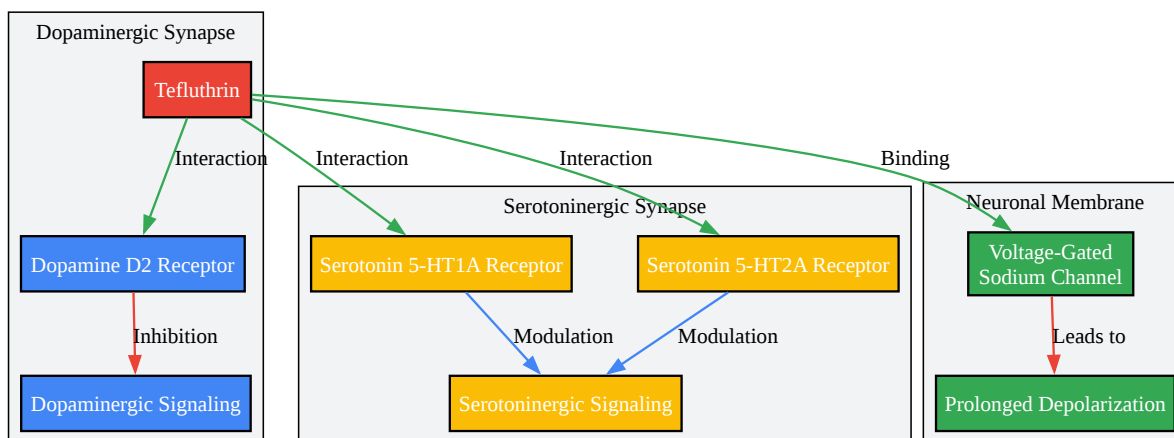 Dopaminergic Synapse
Tefluthrin
Interaction
Interaction
Interaction
Binding
Serotoninergic Synapse
Neuronal Membrane
Dopamine D2 Receptor
Serotonin 5-HT1A Receptor
Serotonin 5-HT2A Receptor
Voltage-Gated
Sodium Channel
Inhibition
Modulation
Modulation
Leads to
Dopaminergic Signaling
Serotoninergic Signaling
Prolonged Depolarization